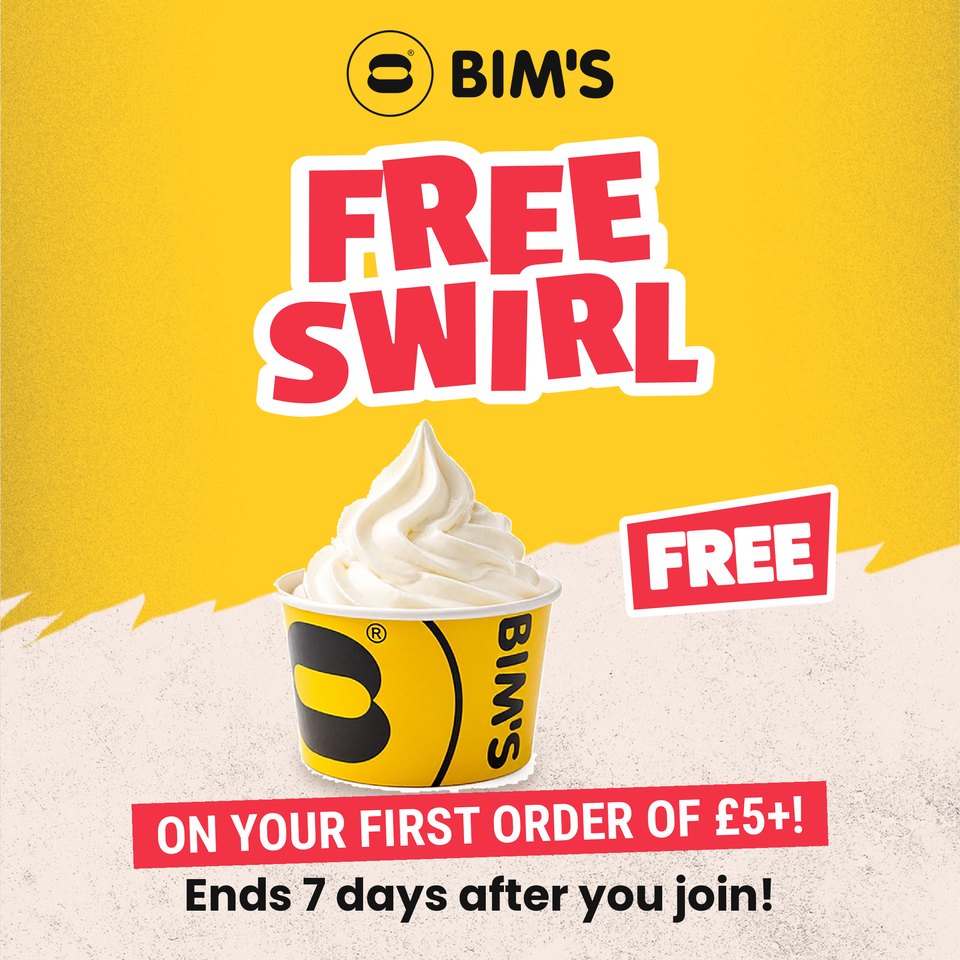 ®
BIM'S
FREE
SWIRL
FREE
®
BIM'S
ON YOUR FIRST ORDER OF £5+!
Ends 7 days after you join!